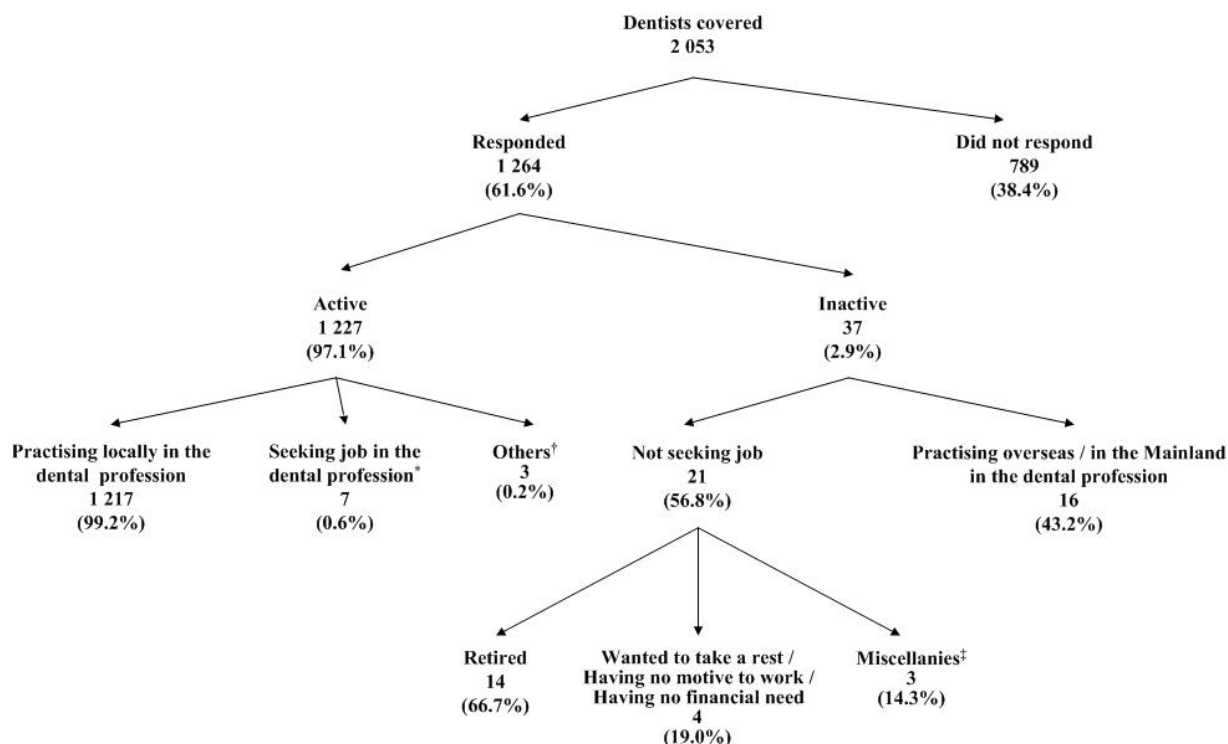 Dentists covered
2 053
Responded
1 264
(61.6%)
Did not respond
789
(38.4%)
Active
1 227
(97.1%)
Inactive
37
(2.9%)
Practising locally in the
dental profession
1 217
(99.2%)
Seeking job in the
dental profession*
7
(0.6%)
Others†
3
(0.2%)
Not seeking job
21
(56.8%)
Practising overseas / in the Mainland
in the dental profession
16
(43.2%)
Retired
14
(66.7%)
Wanted to take a rest /
Having no motive to work /
Having no financial need
4
(19.0%)
Miscellanies‡
3
(14.3%)